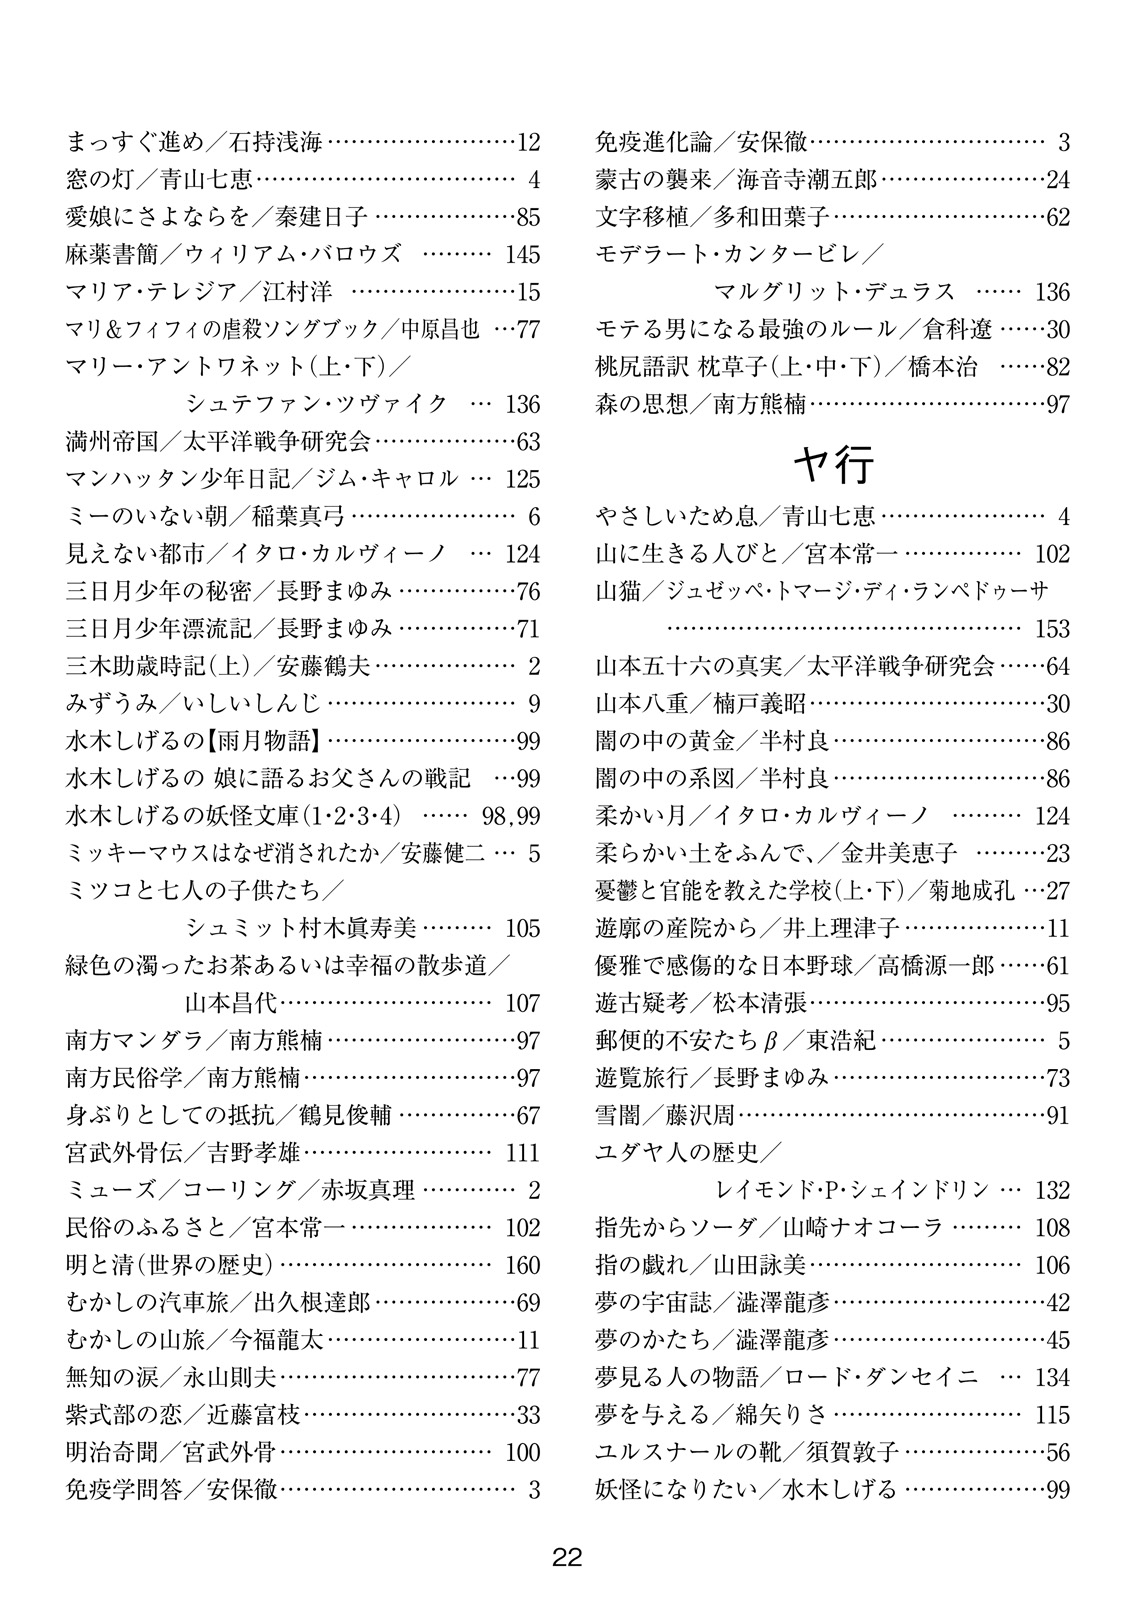 まっすぐ進め／石持浅海……………………12
窓の灯／青山七恵…………………………… 4
愛娘にさよならを／秦建日子………………85
麻薬書簡／ウィリアム・バロウズ ……… 145
マリア・テレジア／江村洋 …………………15
マリ＆フィフィの虐殺ソングブック／中原昌也 …77
マリー・アントワネット（上・下）／
シュテファン・ツヴァイク … 136
満州帝国／太平洋戦争研究会………………63
マンハッタン少年日記／ジム・キャロル … 125
ミーのいない朝／稲葉真弓………………… 6
見えない都市／イタロ・カルヴィーノ … 124
三日月少年の秘密／長野まゆみ……………76
三日月少年漂流記／長野まゆみ……………71
三木助歳時記（上）／安藤鶴夫……………… 2
みずうみ／いしいしんじ…………………… 9
水木しげるの【雨月物語】……………………99
水木しげるの 娘に語るお父さんの戦記 …99
水木しげるの妖怪文庫（1・2・3・4） …… 98,99
ミッキーマウスはなぜ消されたか／安藤健二… 5
ミツコと七人の子供たち／
シュミット村木眞寿美……… 105
緑色の濁ったお茶あるいは幸福の散歩道／
山本昌代……………………… 107
南方マンダラ／南方熊楠……………………97
南方民俗学／南方熊楠………………………97
身ぶりとしての抵抗／鶴見俊輔……………67
宮武外骨伝／吉野孝雄…………………… 111
ミューズ／コーリング／赤坂真理………… 2
民俗のふるさと／宮本常一……………… 102
明と清（世界の歴史）……………………… 160
むかしの汽車旅／出久根達郎………………69
むかしの山旅／今福龍太……………………11
無知の涙／永山則夫…………………………77
紫式部の恋／近藤富枝………………………33
明治奇聞／宮武外骨……………………… 100
免疫学問答／安保徹………………………… 3
免疫進化論／安保徹………………………… 3
蒙古の襲来／海音寺潮五郎…………………24
文字移植／多和田葉子………………………62
モデラート・カンタービレ／
マルグリット・デュラス …… 136
モテる男になる最強のルール／倉科遼……30
桃尻語訳 枕草子（上・中・下）／橋本治 ……82
森の思想／南方熊楠…………………………97
ヤ行
やさしいため息／青山七恵………………… 4
山に生きる人びと／宮本常一…………… 102
山猫／ジュゼッペ・トマージ・ディ・ランペドゥーサ
……………………………………… 153
山本五十六の真実／太平洋戦争研究会……64
山本八重／楠戸義昭…………………………30
闇の中の黄金／半村良………………………86
闇の中の系図／半村良………………………86
柔かい月／イタロ・カルヴィーノ ……… 124
柔らかい土をふんで、／金井美恵子 ………23
憂鬱と官能を教えた学校（上・下）／菊地成孔…27
遊廓の産院から／井上理津子………………11
優雅で感傷的な日本野球／高橋源一郎……61
遊古疑考／松本清張…………………………95
郵便的不安たちβ／東浩紀………………… 5
遊覧旅行／長野まゆみ………………………73
雪闇／藤沢周…………………………………91
ユダヤ人の歴史／
レイモンド・P・シェインドリン … 132
指先からソーダ／山崎ナオコーラ……… 108
指の戯れ／山田詠美……………………… 106
夢の宇宙誌／澁澤龍彦………………………42
夢のかたち／澁澤龍彦………………………45
夢見る人の物語／ロード・ダンセイニ … 134
夢を与える／綿矢りさ…………………… 115
ユルスナールの靴／須賀敦子………………56
妖怪になりたい／水木しげる………………99
22